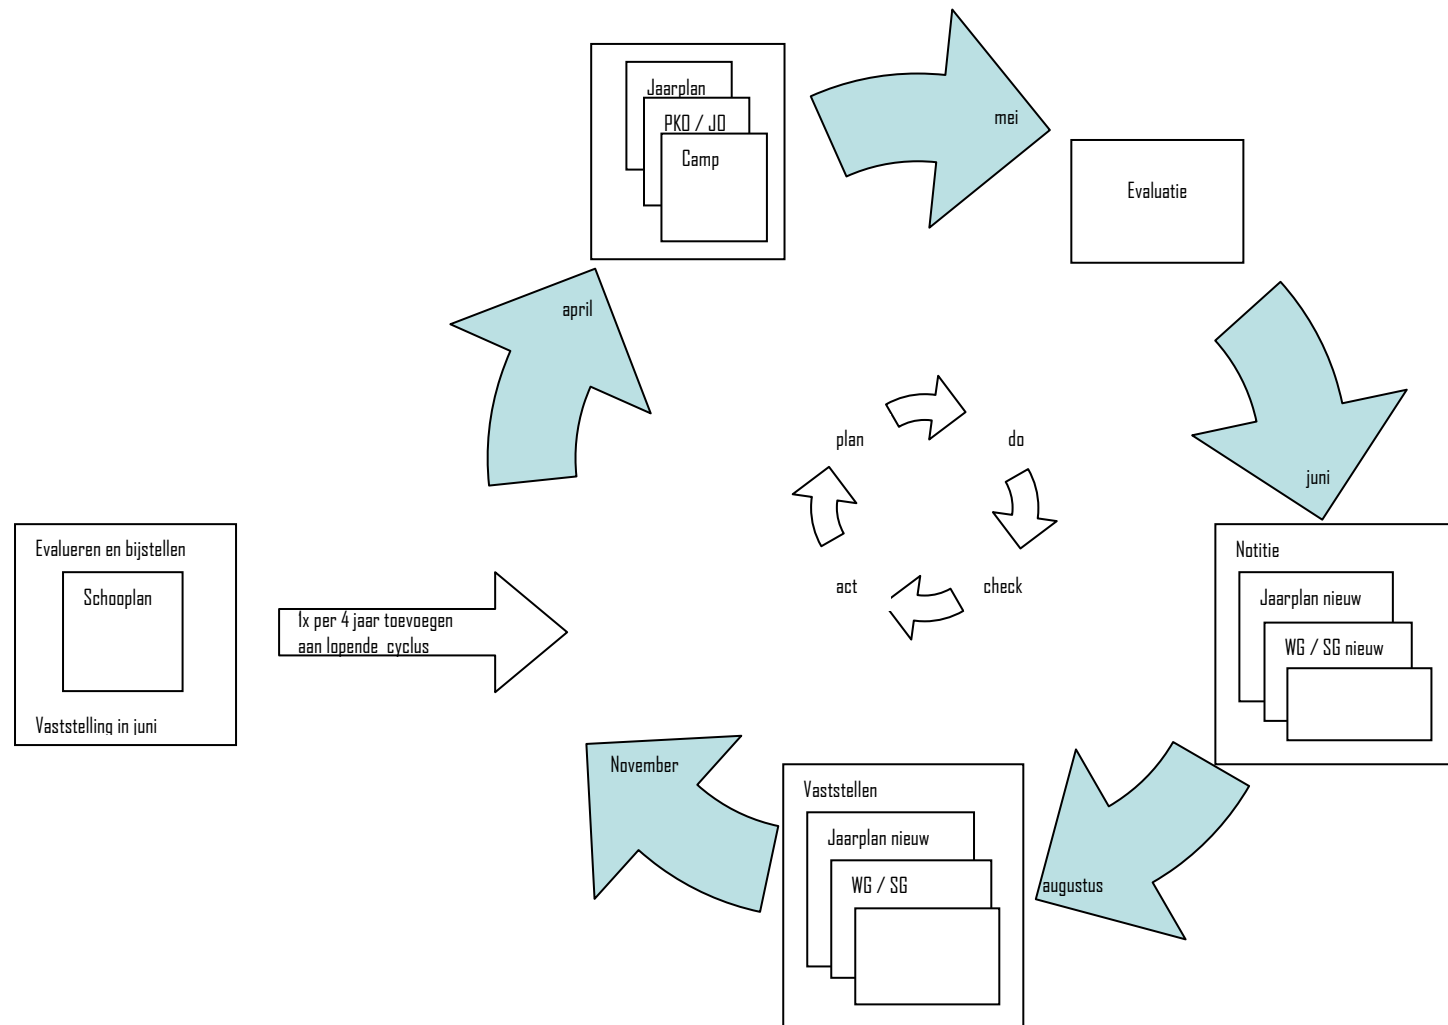 Jaarplan
PKO / JO
Camp
mei
Evaluatie
april
juni
plan
do
act
check
Evalueren en bijstellen
Schooplan
Vaststelling in juni
1x per 4 jaar toevoegen
aan lopende cyclus
Notitie
Jaarplan nieuw
WG / SG nieuw
November
Vaststellen
Jaarplan nieuw
WG / SG
augustus